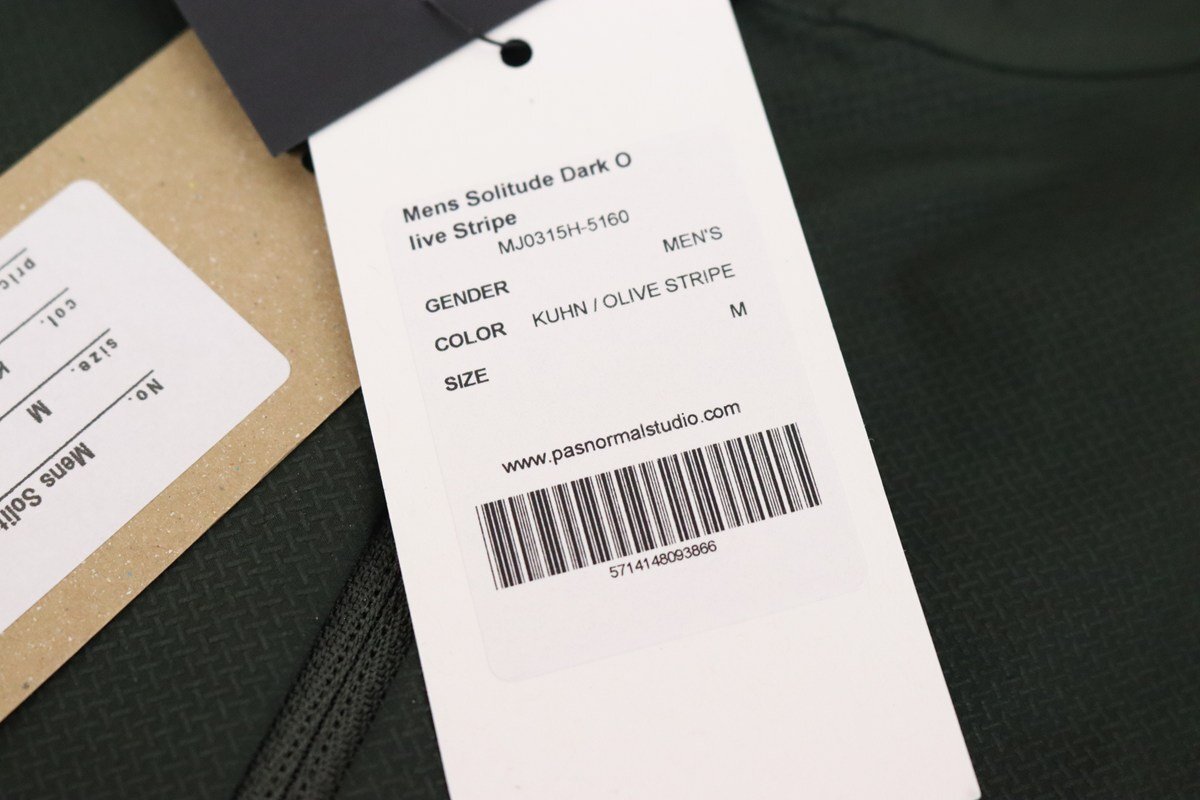 Mens Solitude Dark O
live Stripe
MJ0315H-5160
GENDER MEN'S
COLOR KUHN / OLIVE STRIPE
SIZE M
www.pasnormalstudio.com
5714148093866
No.
Mens Solit
size. M
col. K
pric